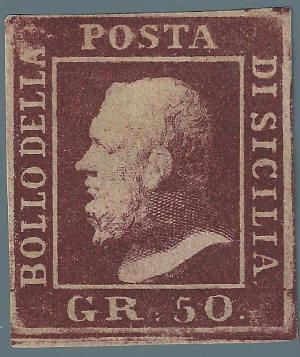 BOLLO DELLA
POSTA
DI SICILIA
GR. 50.